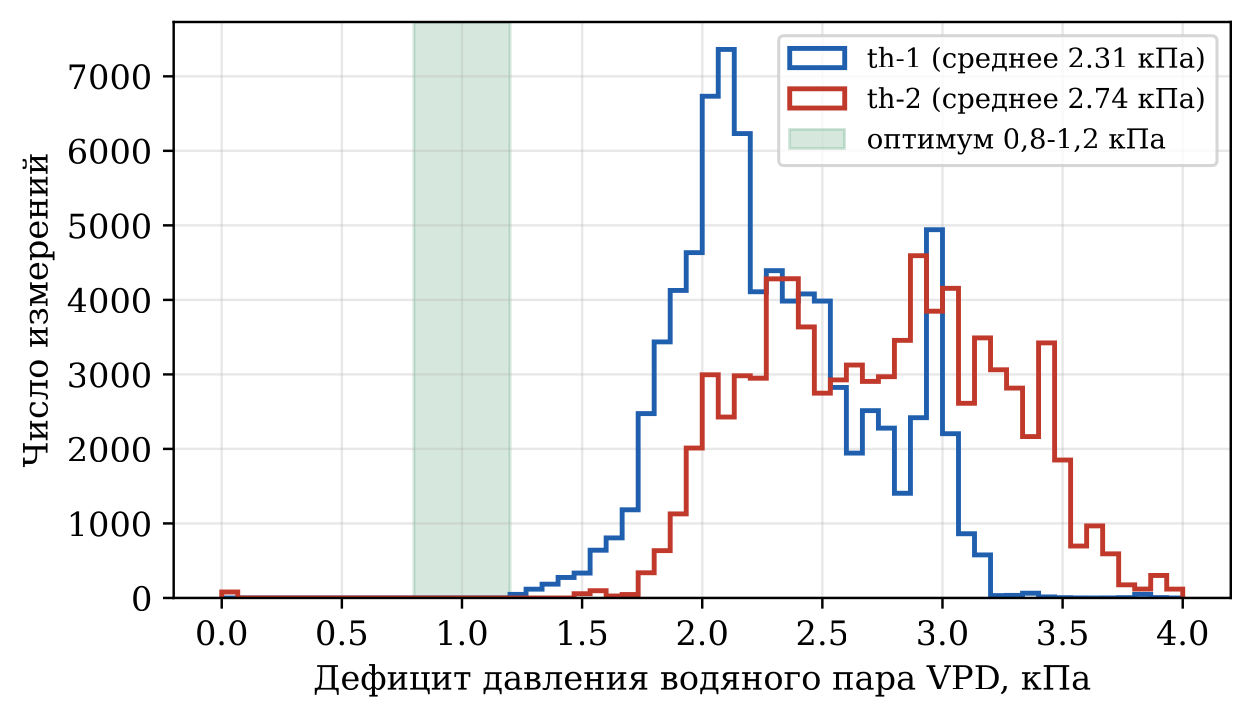 th-1 (среднее 2.31 кПа)
th-2 (среднее 2.74 кПа)
оптимум 0,8-1,2 кПа
Число измерений
7000
6000
5000
4000
3000
2000
1000
0
0.0 0.5 1.0 1.5 2.0 2.5 3.0 3.5 4.0
Дефицит давления водяного пара VPD, кПа